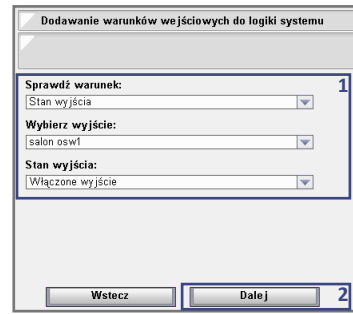 Dodawanie warunków wejściowych do logiki systemu
Sprawdź warunek:
1
Stan wyjścia
Wybierz wyjście:
salon osw1
Stan wyjścia:
Włączone wyjście
Wstecz
Dalej
2